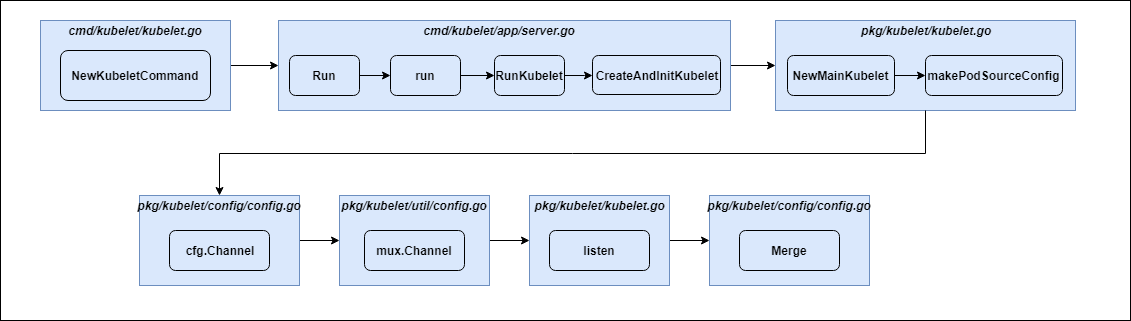 cmd/kubelet/kubelet.go
NewKubeletCommand
cmd/kubelet/app/server.go
Run
run
RunKubelet
CreateAndInitKubelet
pkg/kubelet/kubelet.go
NewMainKubelet
makePodSourceConfig
pkg/kubelet/config/config.go
cfg.Channel
pkg/kubelet/util/config.go
mux.Channel
pkg/kubelet/kubelet.go
listen
pkg/kubelet/config/config.go
Merge